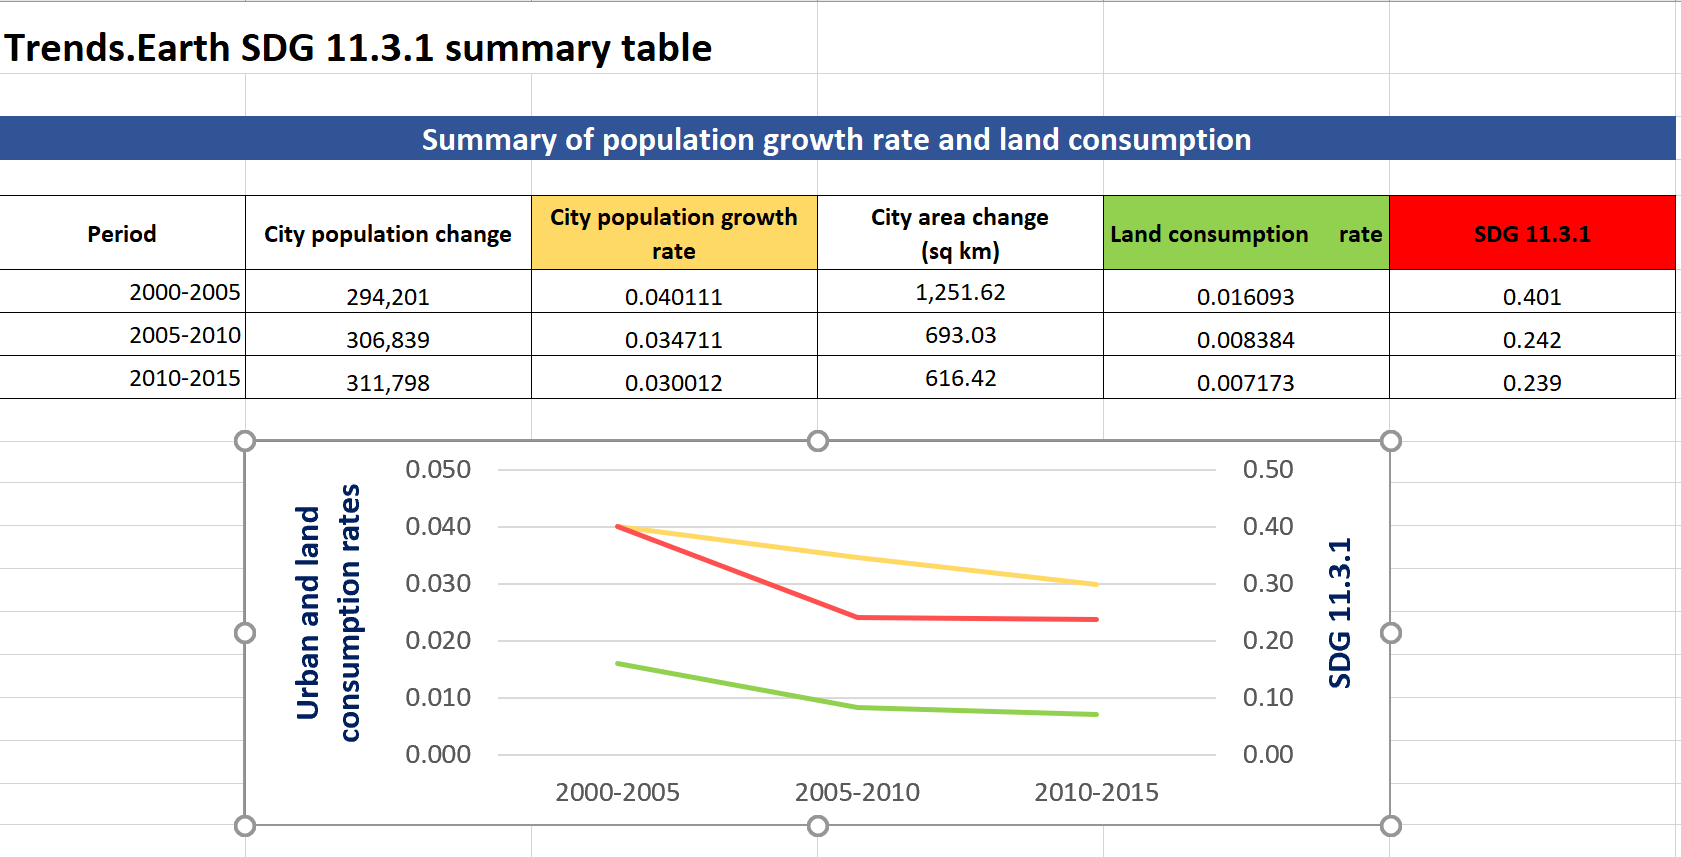 Trends.Earth SDG 11.3.1 summary table
Summary of population growth rate and land consumption
Period
City population change
City population growth
rate
City area change
(sq km)
Land consumption rate
SDG 11.3.1
2000-2005 294,201 0.040111 1,251.62 0.016093 0.401
2005-2010 306,839 0.034711 693.03 0.008384 0.242
2010-2015 311,798 0.030012 616.42 0.007173 0.239
Urban and land
consumption rates
0.050
0.040
0.030
0.020
0.010
0.000
0.50
0.40
0.30
0.20
0.10
0.00
SDG 11.3.1
2000-2005 2005-2010 2010-2015